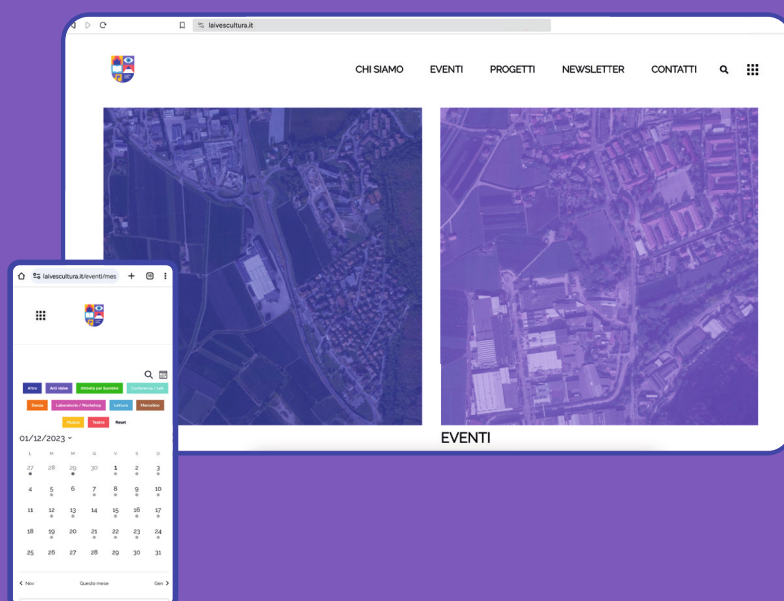 laivescultura.it
CHI SIAMO EVENTI PROGETTI NEWSLETTER CONTATTI
EVENTI
laivescultura.it/eventi/mes
Altro Arti visive Attività per bambini Conferenza / talk
Danza Laboratorio / Workshop Lettura Mercatino
Musica Teatro Reset
01/12/2023
L M M G V S D
27 28 29 30 1 2 3
4 5 6 7 8 9 10
11 12 13 14 15 16 17
18 19 20 21 22 23 24
25 26 27 28 29 30 31
Nov Questo mese Gen